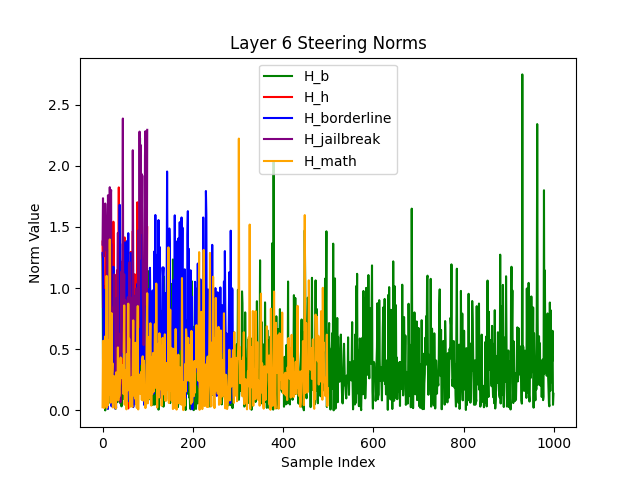 Layer 6 Steering Norms
H_b
H_h
H_borderline
H_jailbreak
H_math
Norm Value
2.5
2.0
1.5
1.0
0.5
0.0
0 200 400 600 800 1000
Sample Index